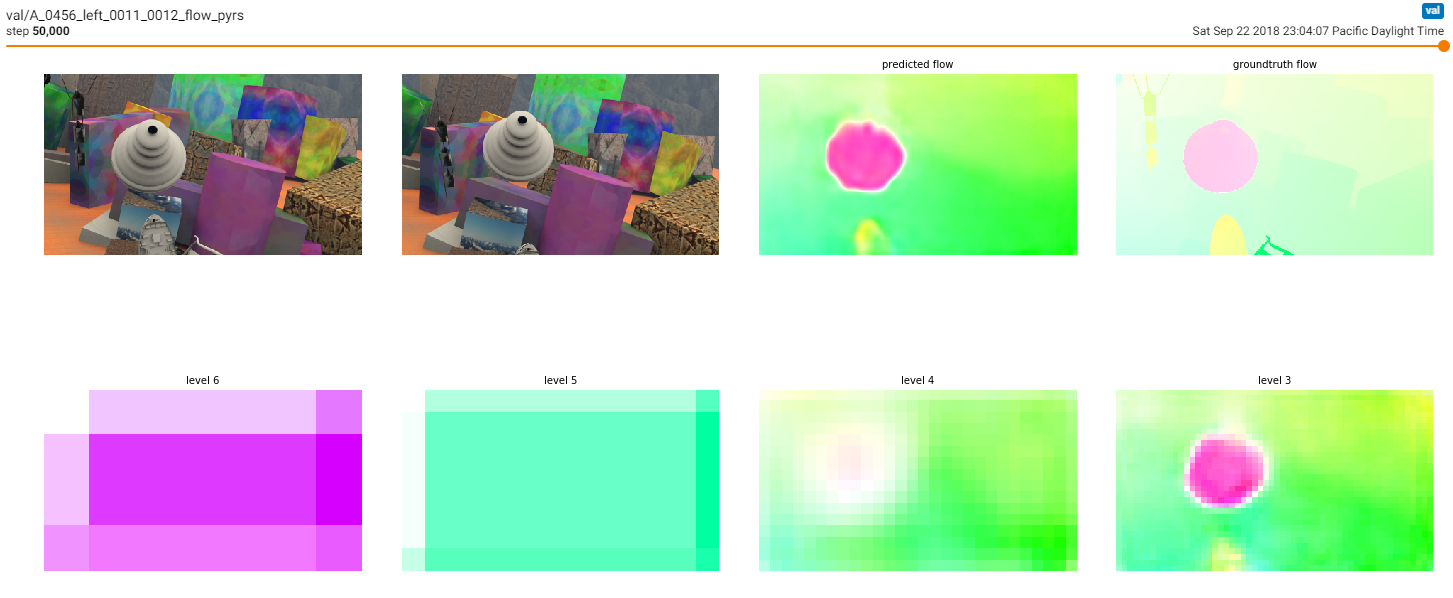 val/A_0456_left_0011_0012_flow_pyrs
val
step 50,000
Sat Sep 22 2018 23:04:07 Pacific Daylight Time
predicted flow
groundtruth flow
level 6
level 5
level 4
level 3